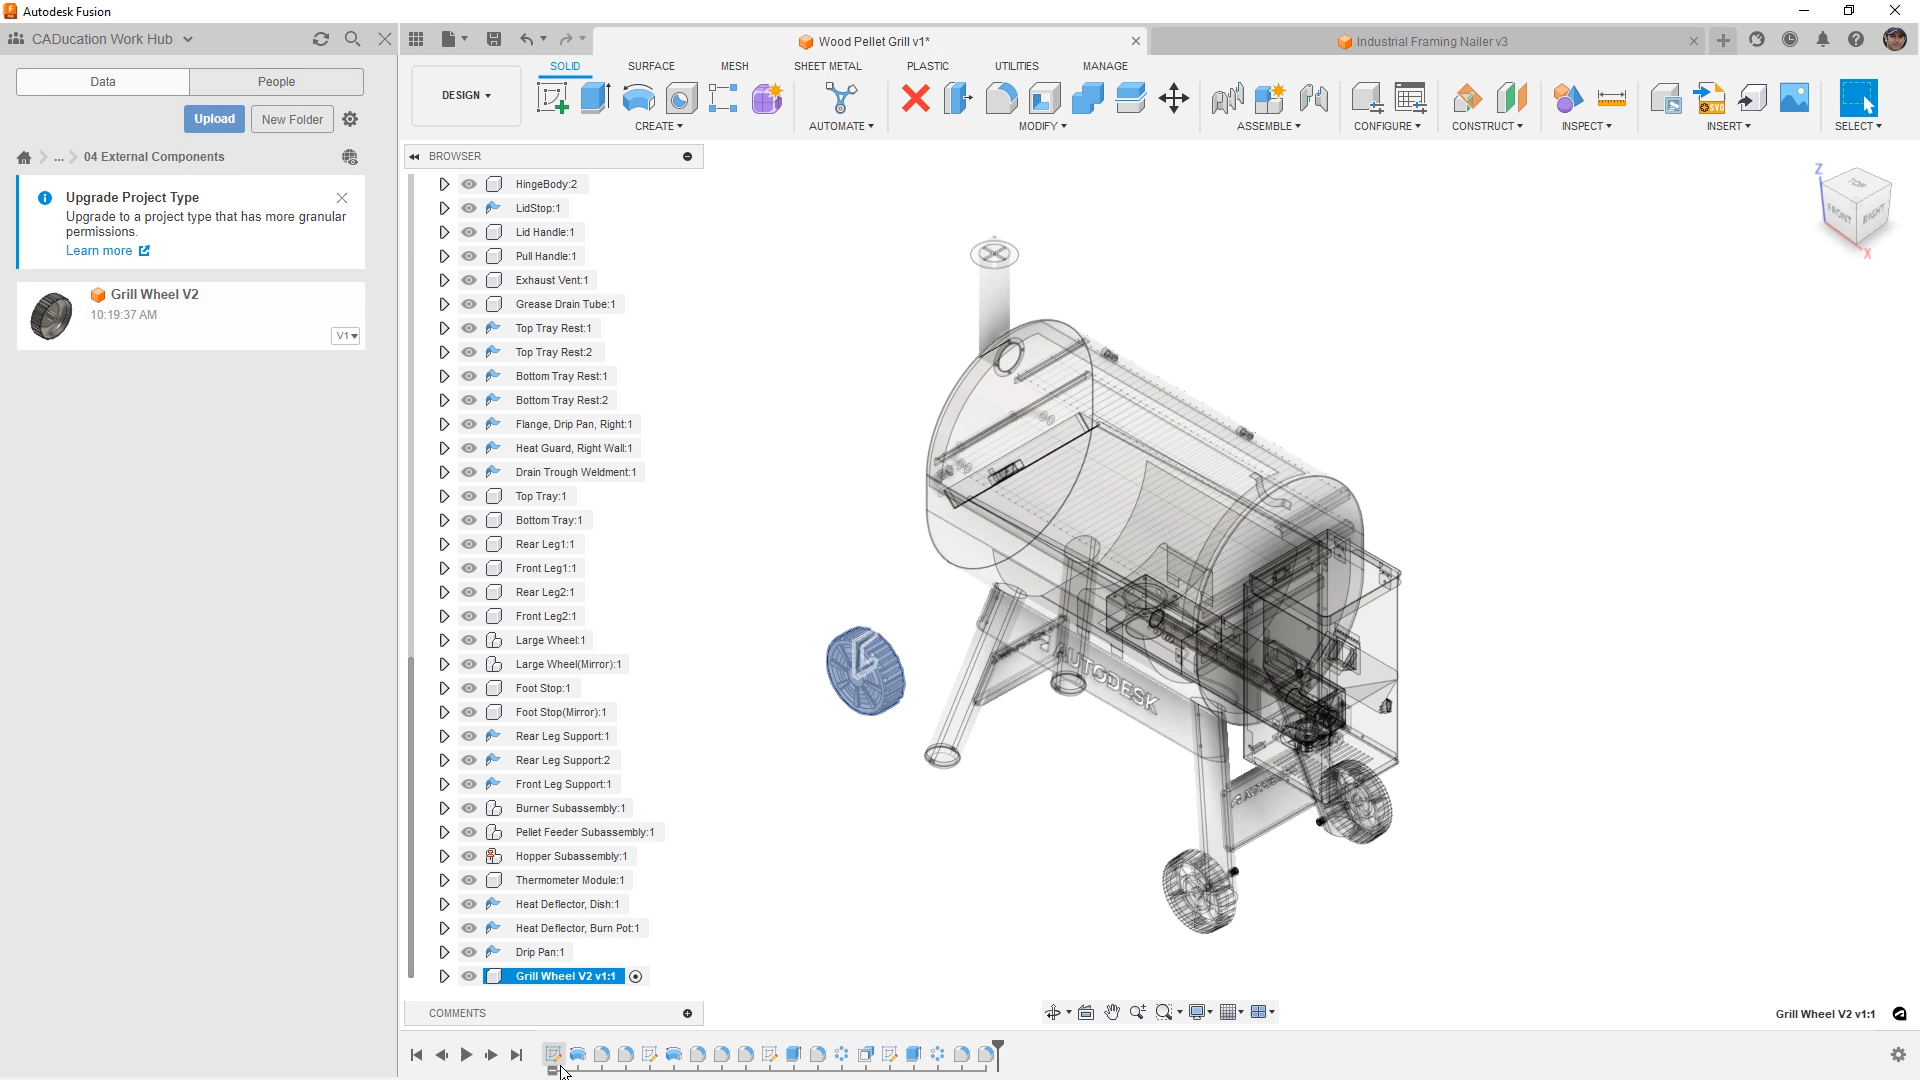 Autodesk Fusion
CADucation Work Hub
Wood Pellet Grill v1*
Industrial Framing Nailer v3
Data
People
SOLID
SURFACE
MESH
SHEET METAL
PLASTIC
UTILITIES
MANAGE
DESIGN
Upload
New Folder
CREATE
AUTOMATE
MODIFY
ASSEMBLE
CONFIGURE
CONSTRUCT
INSPECT
INSERT
SELECT
SVG
... 04 External Components
BROWSER
Upgrade Project Type
Upgrade to a project type that has more granular
permissions.
Learn more
Grill Wheel V2
10:19:37 AM
V1
HingeBody:2
LidStop:1
Lid Handle:1
Pull Handle:1
Exhaust Vent:1
Grease Drain Tube:1
Top Tray Rest:1
Top Tray Rest:2
Bottom Tray Rest:1
Bottom Tray Rest:2
Flange, Drip Pan, Right:1
Heat Guard, Right Wall:1
Drain Trough Weldment:1
Top Tray:1
Bottom Tray:1
Rear Leg1:1
Front Leg1:1
Rear Leg2:1
Front Leg2:1
Large Wheel:1
Large Wheel(Mirror):1
Foot Stop:1
Foot Stop(Mirror):1
Rear Leg Support:1
Rear Leg Support:2
Front Leg Support:1
Burner Subassembly:1
Pellet Feeder Subassembly:1
Hopper Subassembly:1
Thermometer Module:1
Heat Deflector, Dish:1
Heat Deflector, Burn Pot:1
Drip Pan:1
Grill Wheel V2 v1:1
Z
TOP
FRONT
RIGHT
X
AUTODESK
COMMENTS
Grill Wheel V2 v1:1